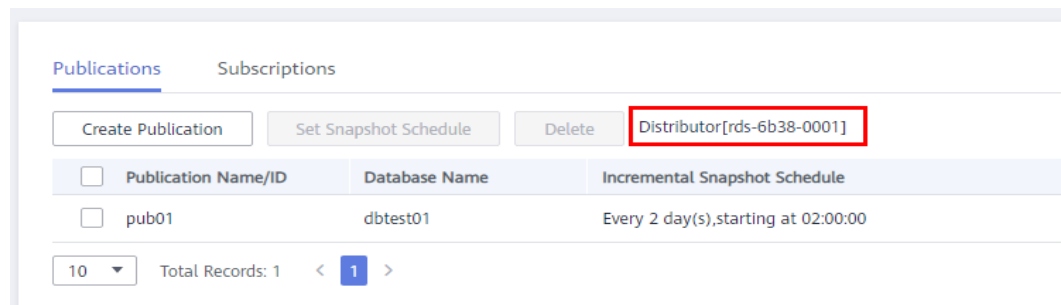 Publications Subscriptions
Create Publication Set Snapshot Schedule Delete Distributor[rds-6b38-0001]
Publication Name/ID Database Name Incremental Snapshot Schedule
pub01 dbtest01 Every 2 day(s),starting at 02:00:00
10 Total Records: 1 < 1 >